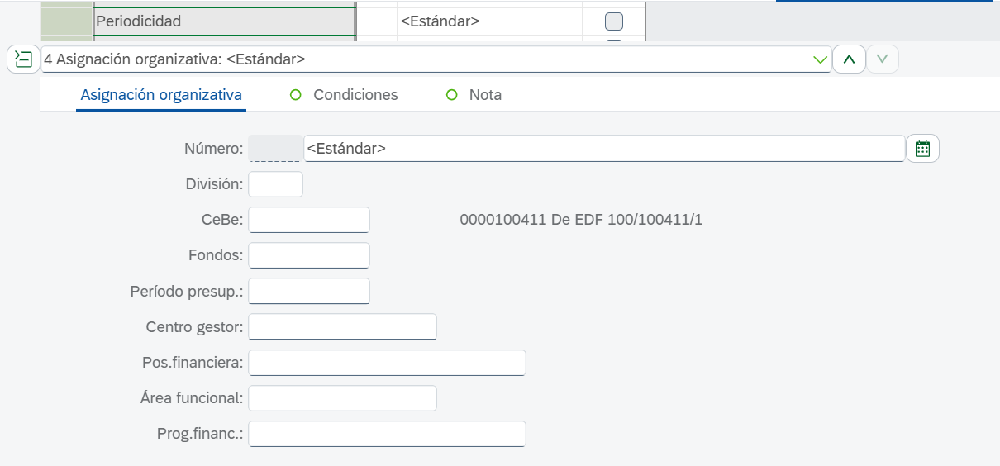 Periodicidad <Estándar>
4 Asignación organizativa: <Estándar>
Asignación organizativa Condiciones Nota
Número: <Estándar>
División:
CeBe: 0000100411 De EDF 100/100411/1
Fondos:
Período presup.:
Centro gestor:
Pos.financiera:
Área funcional:
Prog.financ.: